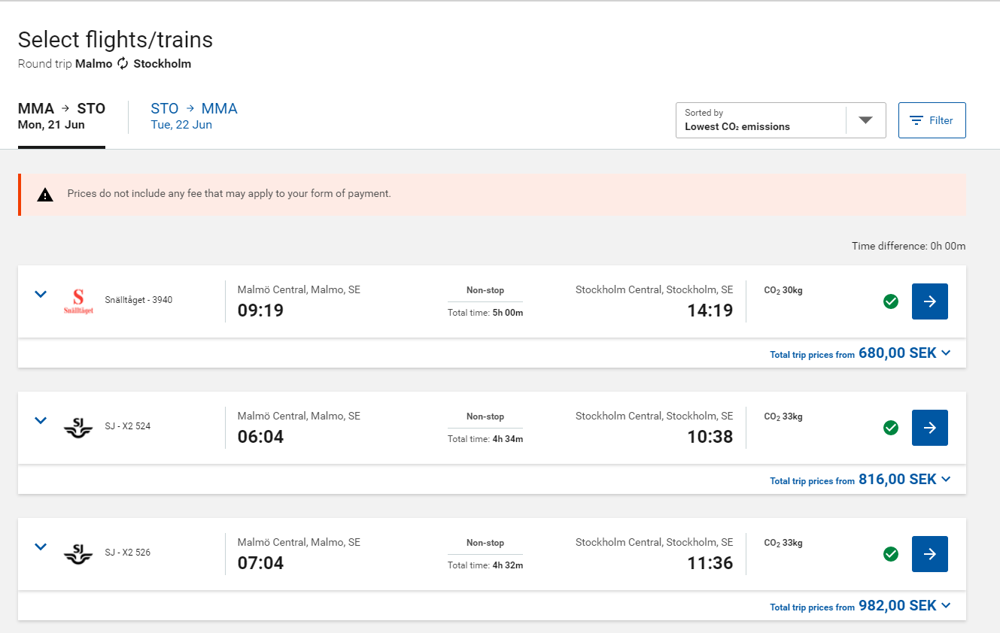 Select flights/trains
Round trip Malmo Stockholm
MMA → STO
Mon, 21 Jun
STO → MMA
Tue, 22 Jun
Sorted by
Lowest CO₂ emissions
Filter
Prices do not include any fee that may apply to your form of payment.
Time difference: 0h 00m
S
Snälltåget
Snälltåget - 3940
Malmö Central, Malmo, SE
09:19
Non-stop
Total time: 5h 00m
Stockholm Central, Stockholm, SE
14:19
CO₂ 30kg
Total trip prices from 680,00 SEK
SJ
SJ - X2 524
Malmö Central, Malmo, SE
06:04
Non-stop
Total time: 4h 34m
Stockholm Central, Stockholm, SE
10:38
CO₂ 33kg
Total trip prices from 816,00 SEK
SJ
SJ - X2 526
Malmö Central, Malmo, SE
07:04
Non-stop
Total time: 4h 32m
Stockholm Central, Stockholm, SE
11:36
CO₂ 33kg
Total trip prices from 982,00 SEK